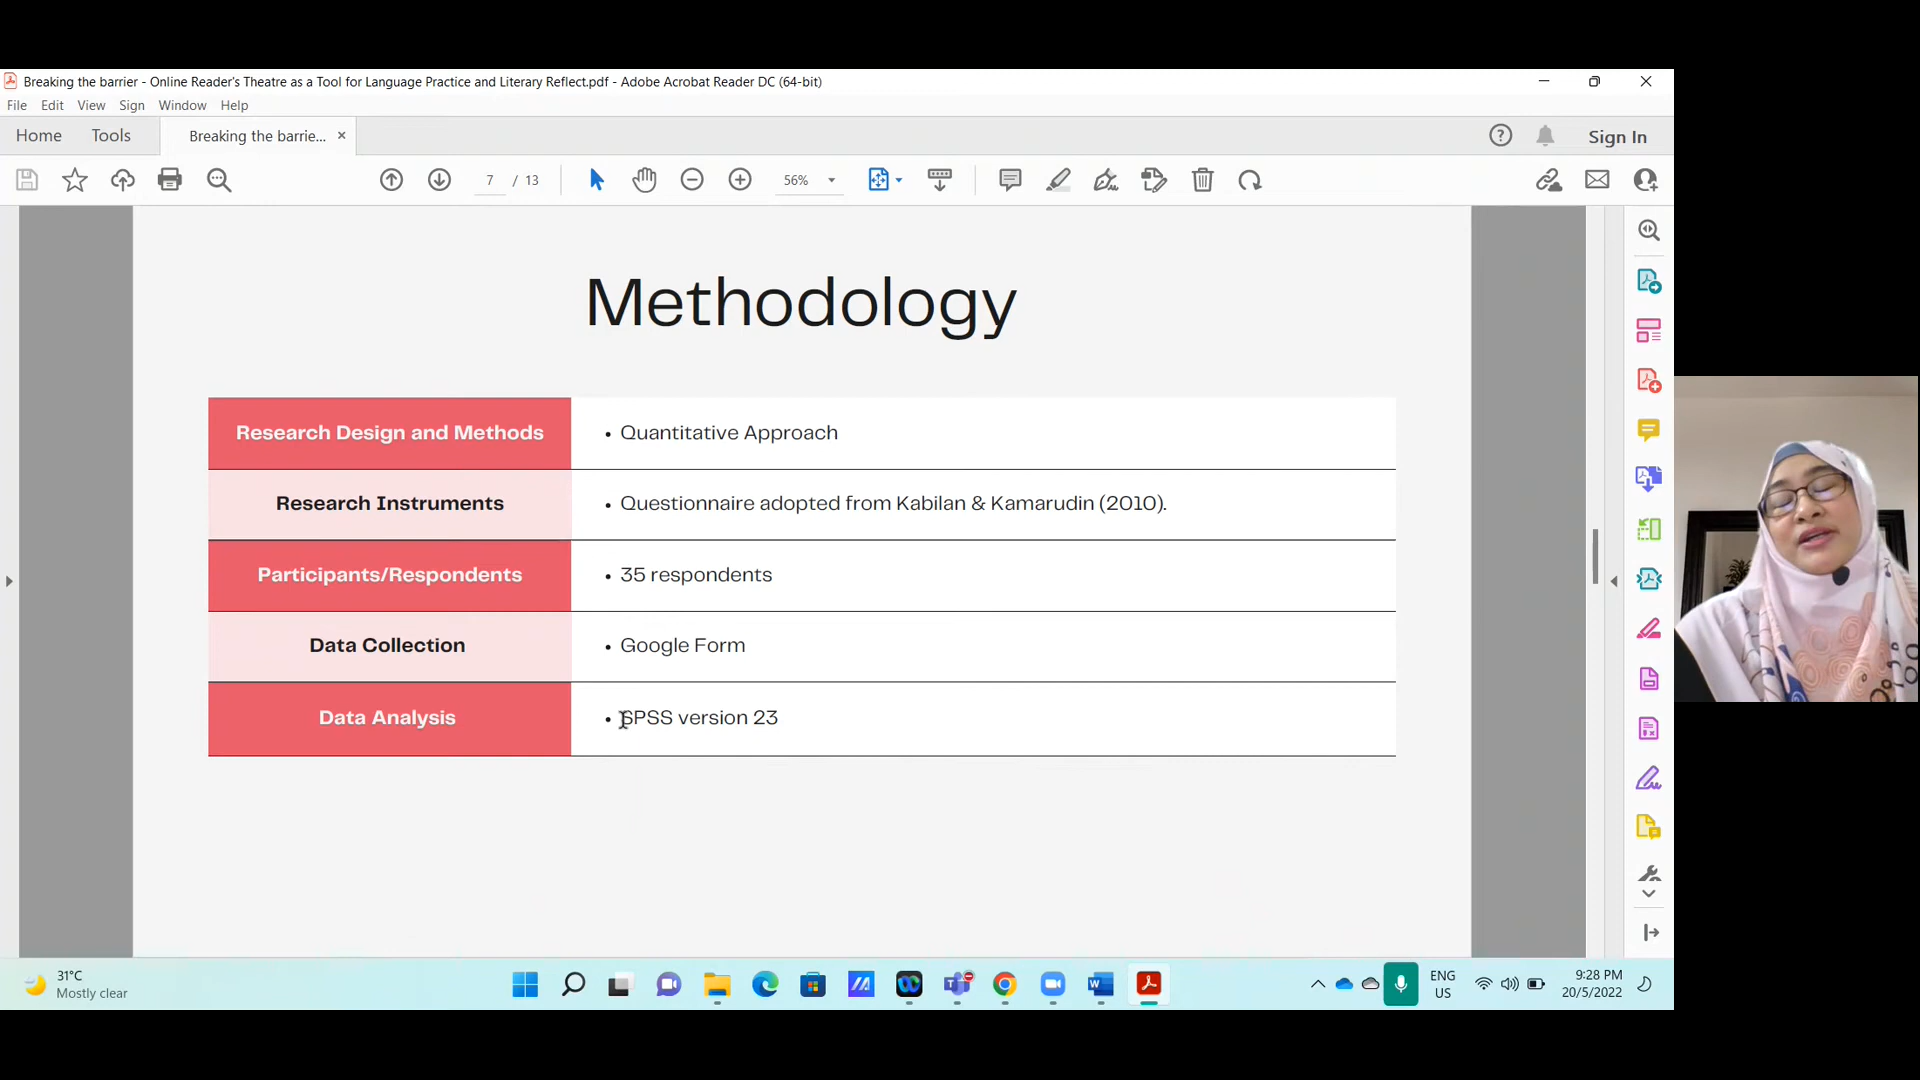 Breaking the barrier - Online Reader's Theatre as a Tool for Language Practice and Literary Reflect.pdf - Adobe Acrobat Reader DC (64-bit)
File Edit View Sign Window Help
Home Tools Breaking the barrie... × Sign In
7 / 13 56%
Methodology
Research Design and Methods • Quantitative Approach
Research Instruments • Questionnaire adopted from Kabilan & Kamarudin (2010).
Participants/Respondents • 35 respondents
Data Collection • Google Form
Data Analysis • SPSS version 23
31°C
Mostly clear
ENG
US
9:28 PM
20/5/2022